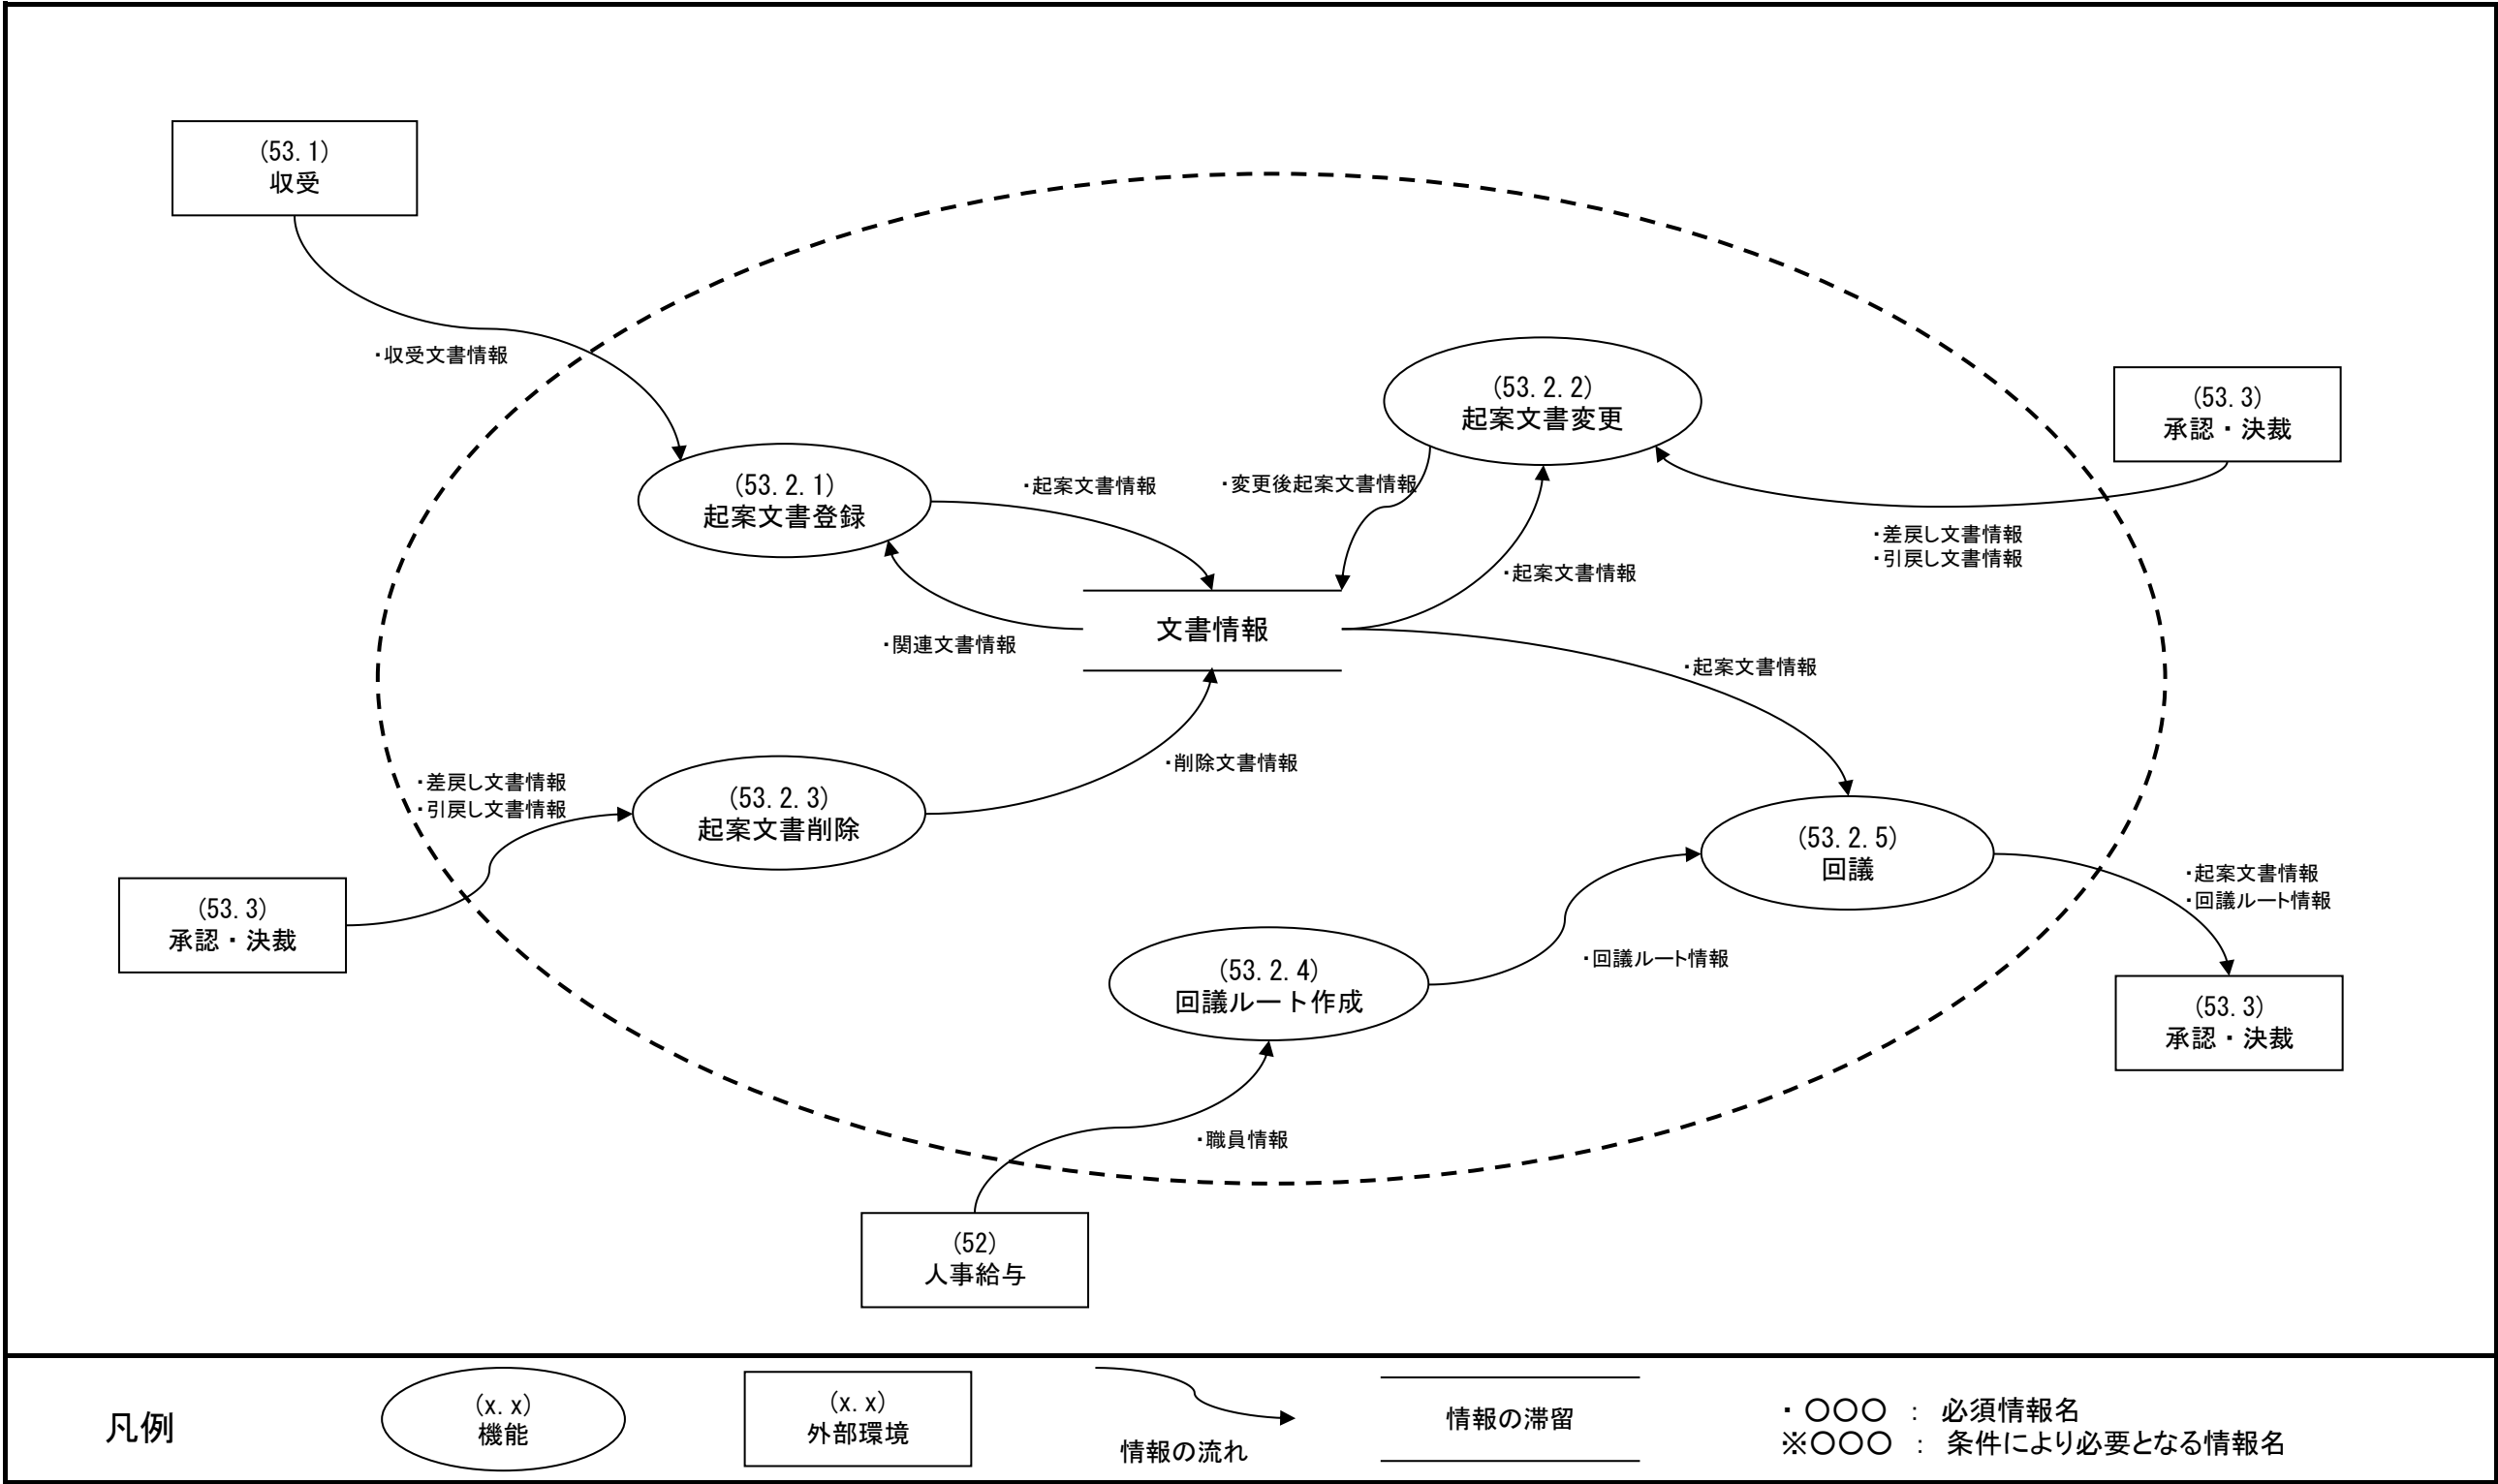 (53.1)
収受
・収受文書情報
(53.2.1)
起案文書登録
・起案文書情報
・関連文書情報
(53.2.2)
起案文書変更
・変更後起案文書情報
・起案文書情報
(53.3)
承認・決裁
・差戻し文書情報
・引戻し文書情報
文書情報
・起案文書情報
・差戻し文書情報
・引戻し文書情報
(53.2.3)
起案文書削除
・削除文書情報
(53.3)
承認・決裁
(53.2.5)
回議
・起案文書情報
・回議ルート情報
(53.2.4)
回議ルート作成
・回議ルート情報
(53.3)
承認・決裁
・職員情報
(52)
人事給与
凡例
(x.x)
機能
(x.x)
外部環境
情報の流れ
情報の滞留
・ 〇〇〇 : 必須情報名
※〇〇〇 : 条件により必要となる情報名